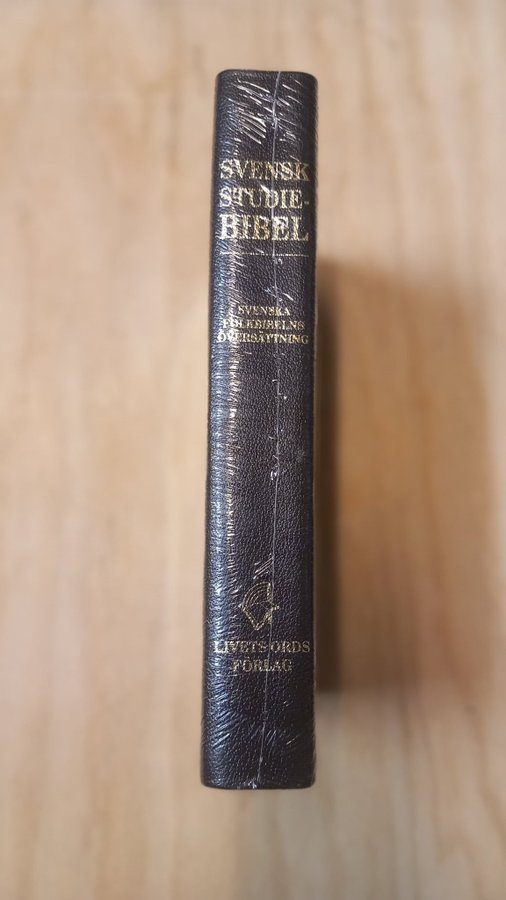 SVENSK
STUDIE-
BIBEL
SVENSKA
FOLKBIBELNS
ÖVERSÄTTNING
LIVETS ORDS
FÖRLAG